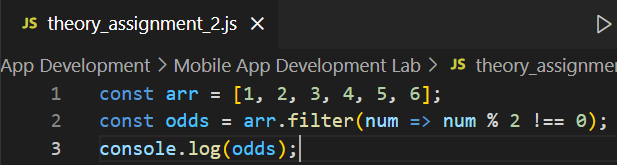 JS theory_assignment_2.js ×
App Development > Mobile App Development Lab > JS theory_assignme
1 const arr = [1, 2, 3, 4, 5, 6];
2 const odds = arr.filter(num => num % 2 !== 0);
3 console.log(odds);